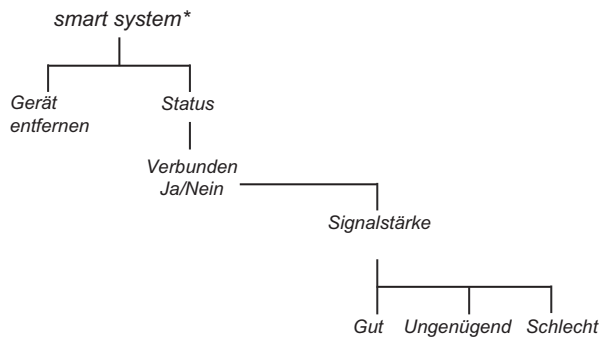 smart system*
Gerät
entfernen
Status
Verbunden
Ja/Nein
Signalstärke
Gut Ungenügend Schlecht